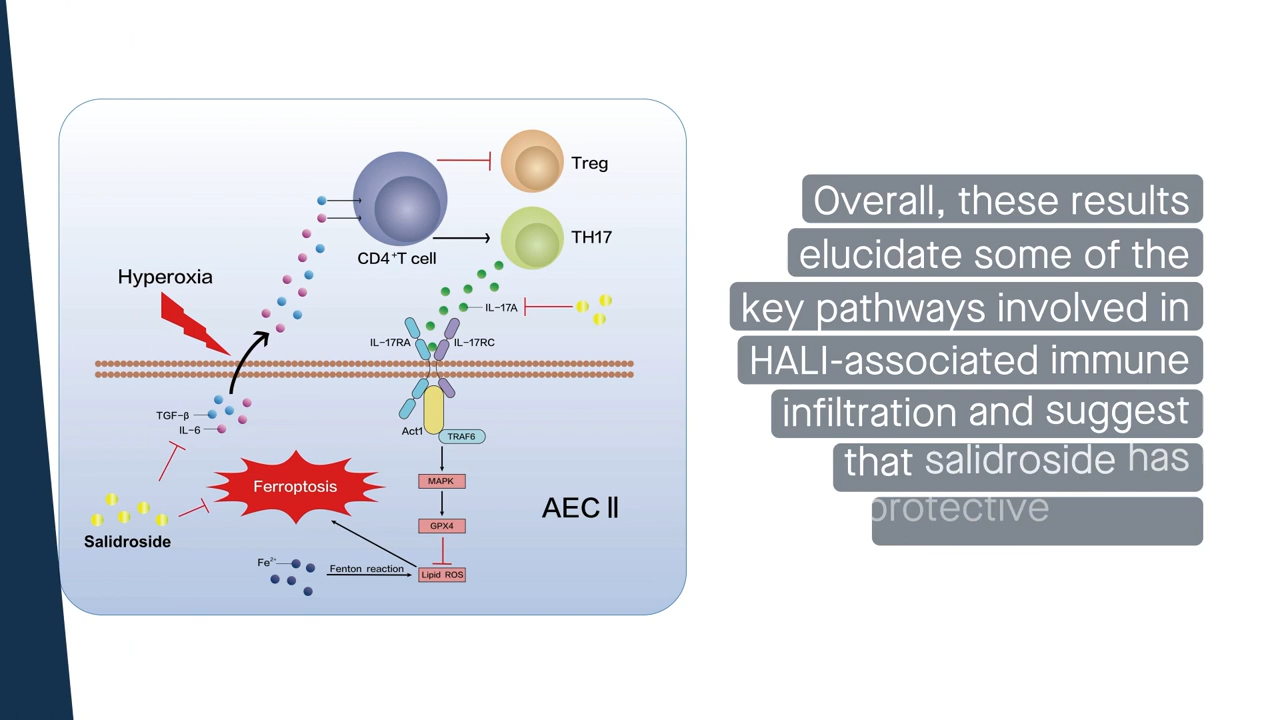 Treg
TH17
CD4⁺T cell
Hyperoxia
IL-17A
IL-17RA
IL-17RC
TGF-β
IL-6
Act1
TRAF6
MAPK
Ferroptosis
AEC Ⅱ
GPX4
Salidroside
Fe²⁺
Fenton reaction
Lipid ROS
Overall, these results
elucidate some of the
key pathways involved in
HALI-associated immune
infiltration and suggest
that salidroside has
protective